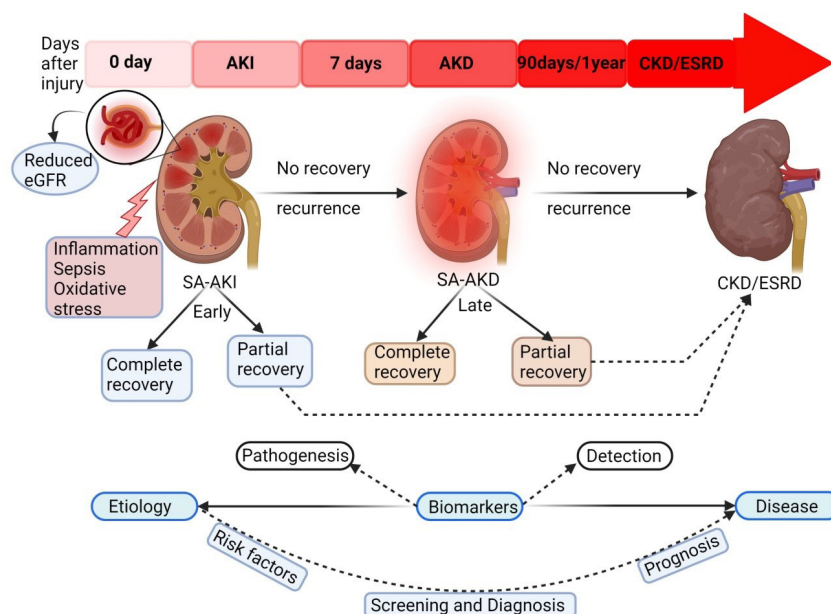 Days
after
injury
0 day
AKI
7 days
AKD
90days/1year
CKD/ESRD
Reduced
eGFR
No recovery
recurrence
No recovery
recurrence
Inflammation
Sepsis
Oxidative
stress
SA-AKI
Early
SA-AKD
Late
CKD/ESRD
Complete
recovery
Partial
recovery
Complete
recovery
Partial
recovery
Pathogenesis
Detection
Etiology
Biomarkers
Disease
Risk factors
Prognosis
Screening and Diagnosis